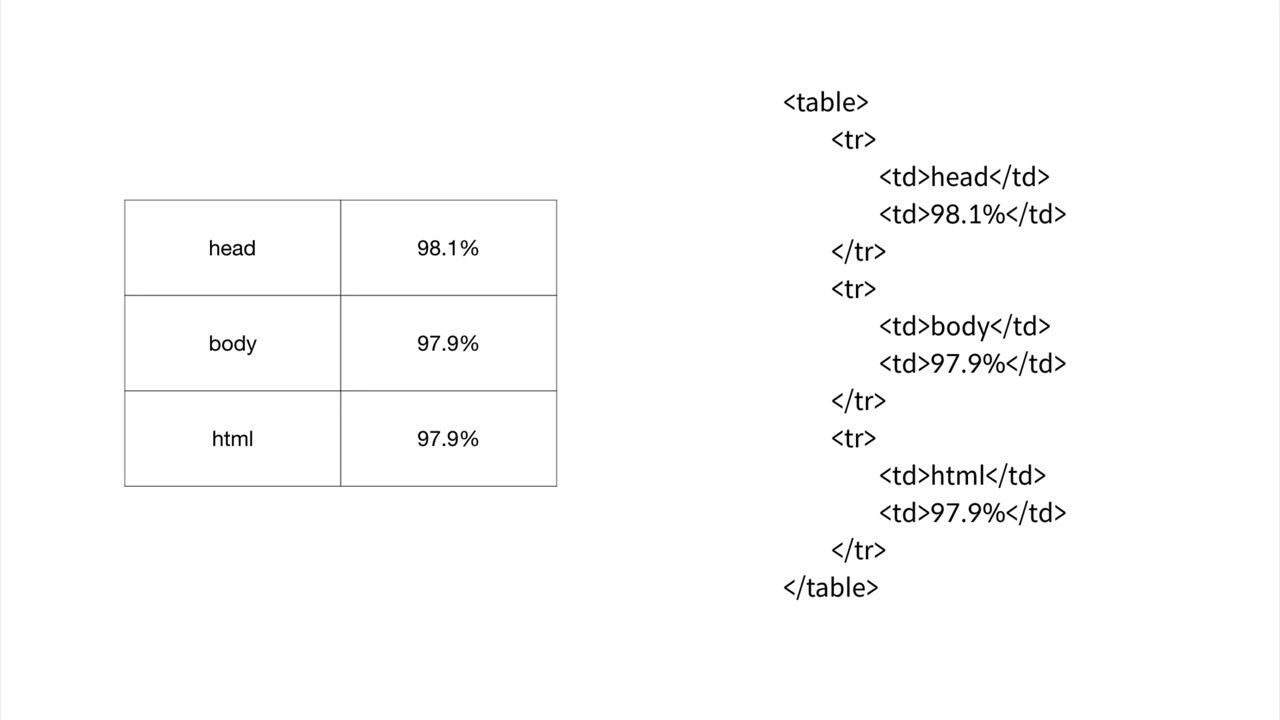 head 98.1%
body 97.9%
html 97.9%
<table>
<tr>
<td>head</td>
<td>98.1%</td>
</tr>
<tr>
<td>body</td>
<td>97.9%</td>
</tr>
<tr>
<td>html</td>
<td>97.9%</td>
</tr>
</table>